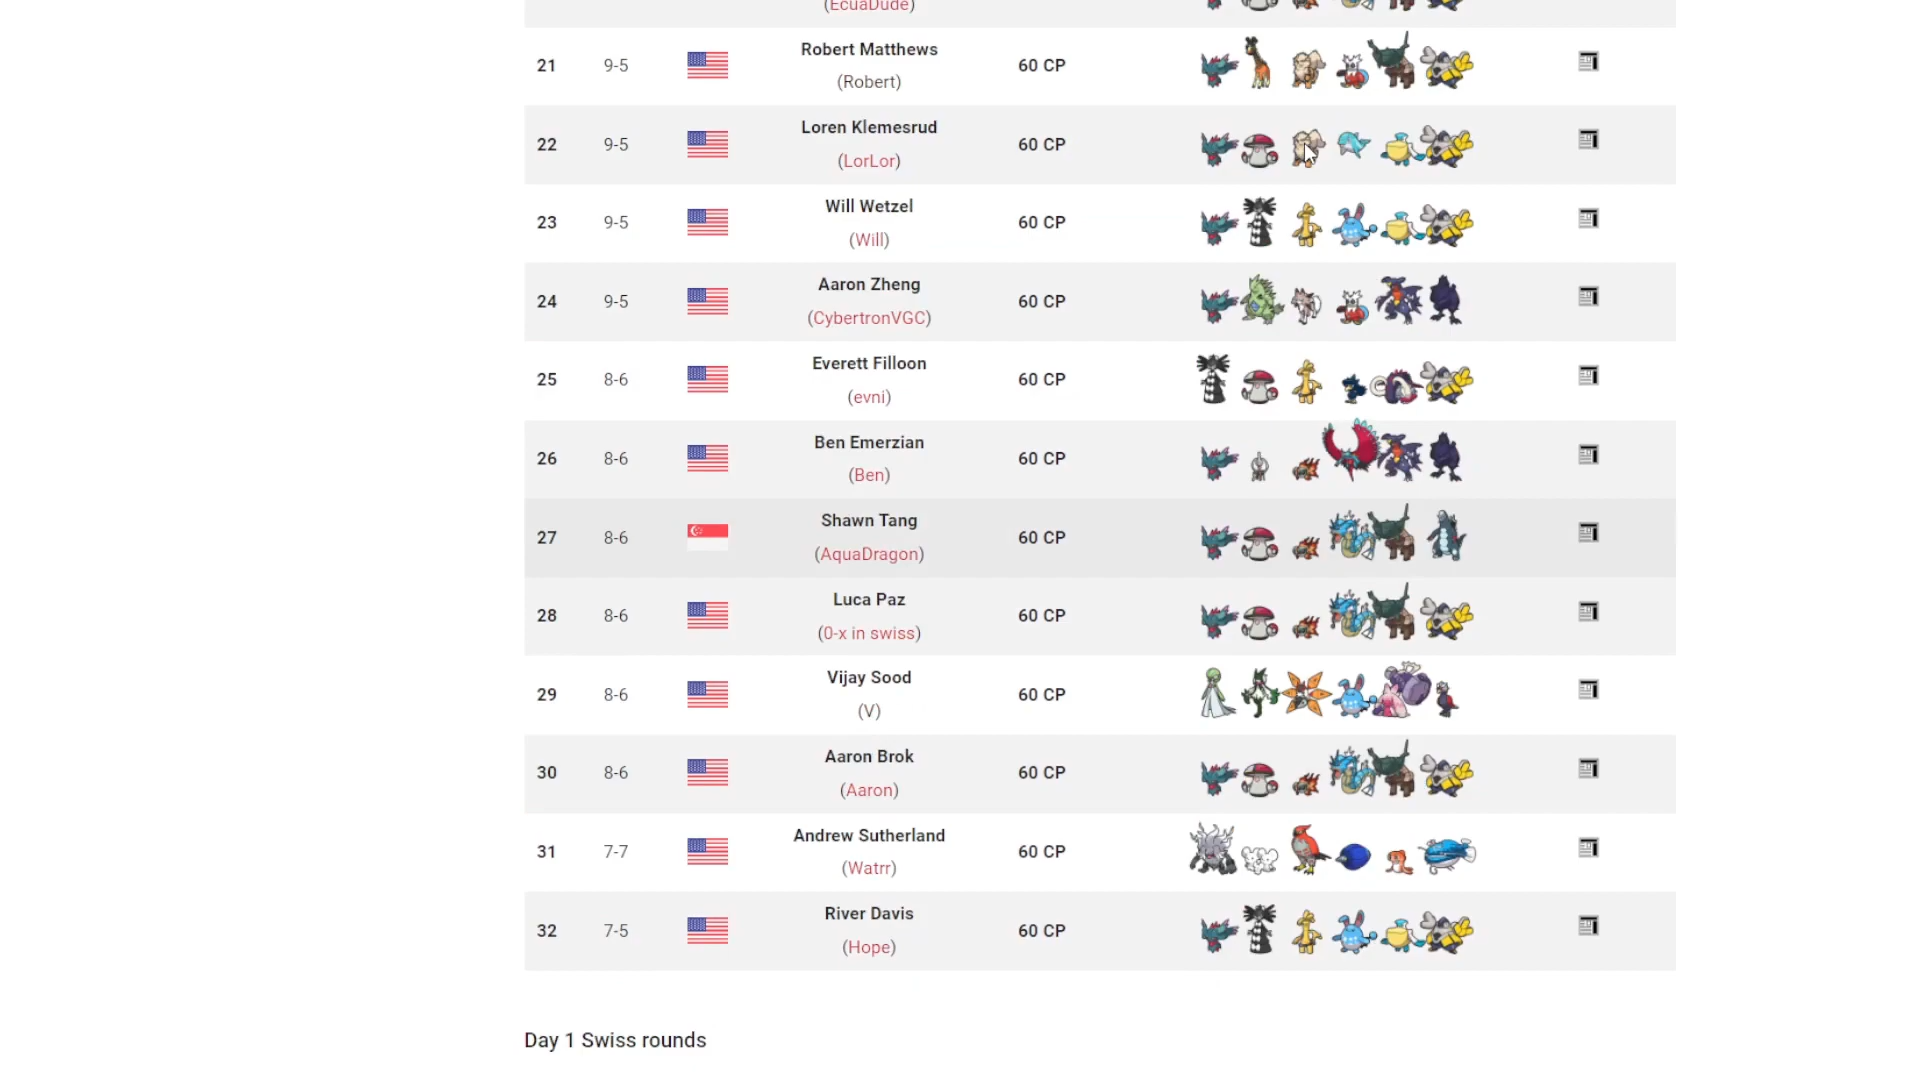 (EcuaDude)
21 9-5 Robert Matthews (Robert) 60 CP
22 9-5 Loren Klemesrud (LorLor) 60 CP
23 9-5 Will Wetzel (Will) 60 CP
24 9-5 Aaron Zheng (CybertronVGC) 60 CP
25 8-6 Everett Filloon (evni) 60 CP
26 8-6 Ben Emerzian (Ben) 60 CP
27 8-6 Shawn Tang (AquaDragon) 60 CP
28 8-6 Luca Paz (0-x in swiss) 60 CP
29 8-6 Vijay Sood (V) 60 CP
30 8-6 Aaron Brok (Aaron) 60 CP
31 7-7 Andrew Sutherland (Watrr) 60 CP
32 7-5 River Davis (Hope) 60 CP
Day 1 Swiss rounds